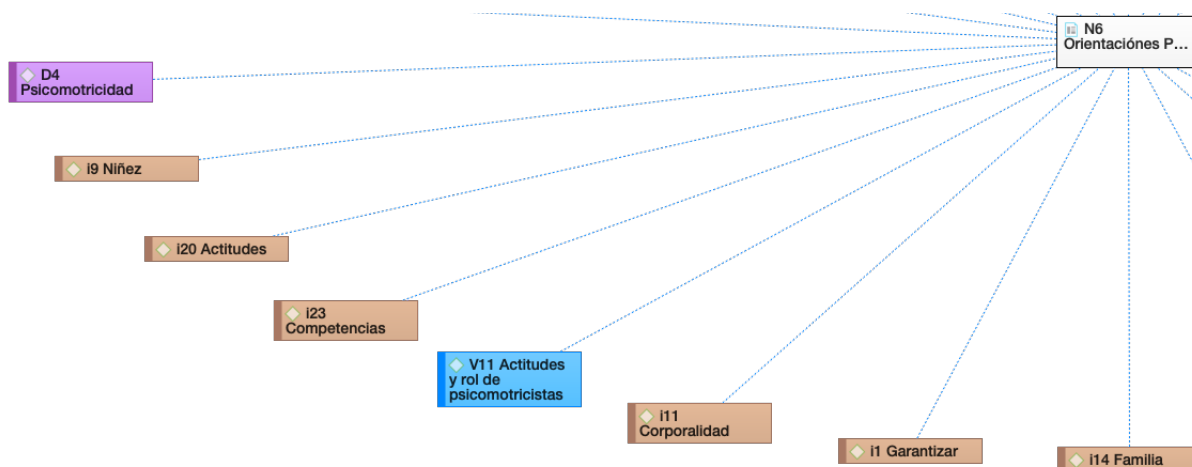 N6
Orientaciónes P...
D4
Psicomotricidad
i9 Niñez
i20 Actitudes
i23
Competencias
V11 Actitudes
y rol de
psicomotricistas
i11
Corporalidad
i1 Garantizar
i14 Familia